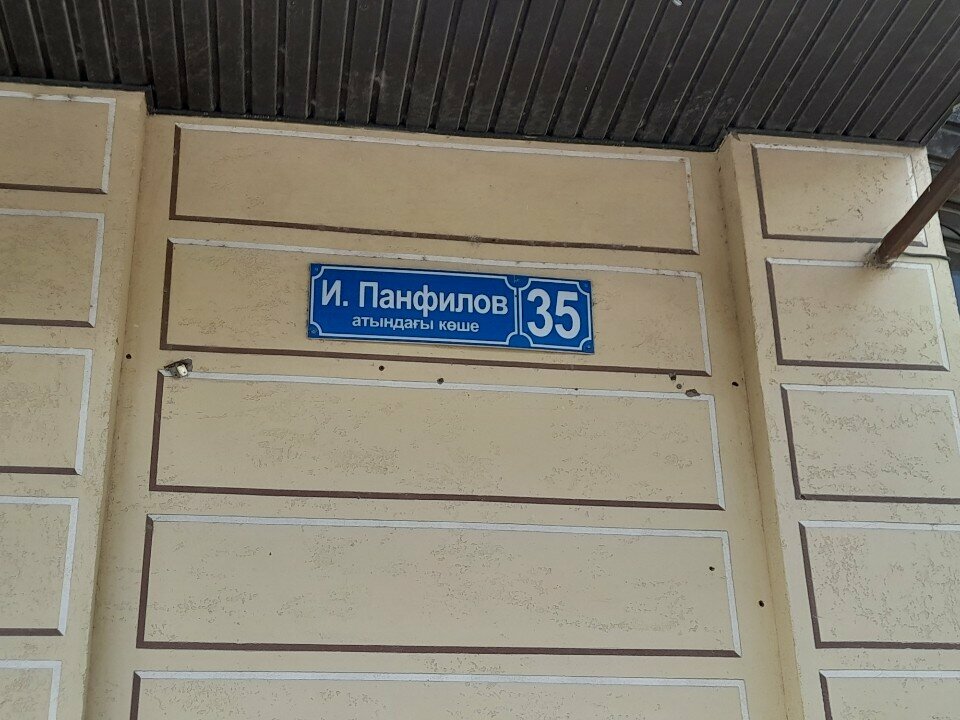 И. Панфилов
атындағы көше
35